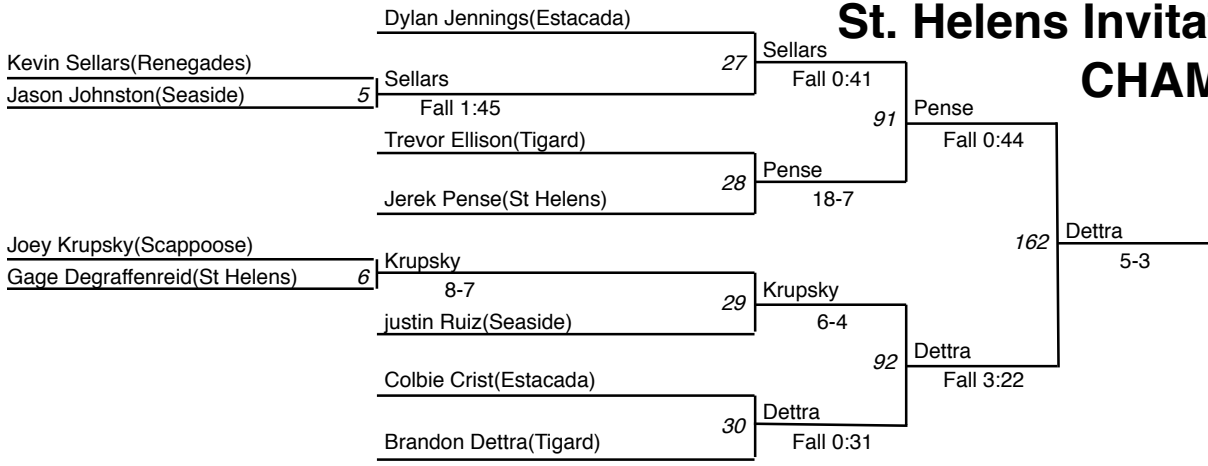 St. Helens Invita
CHAM
Dylan Jennings(Estacada)
Kevin Sellars(Renegades)
Jason Johnston(Seaside)
5
Sellars
Fall 1:45
27
Sellars
Fall 0:41
Trevor Ellison(Tigard)
Jerek Pense(St Helens)
28
Pense
18-7
91
Pense
Fall 0:44
Joey Krupsky(Scappoose)
Gage Degraffenreid(St Helens)
6
Krupsky
8-7
justin Ruiz(Seaside)
29
Krupsky
6-4
Colbie Crist(Estacada)
Brandon Dettra(Tigard)
30
Dettra
Fall 0:31
92
Dettra
Fall 3:22
162
Dettra
5-3